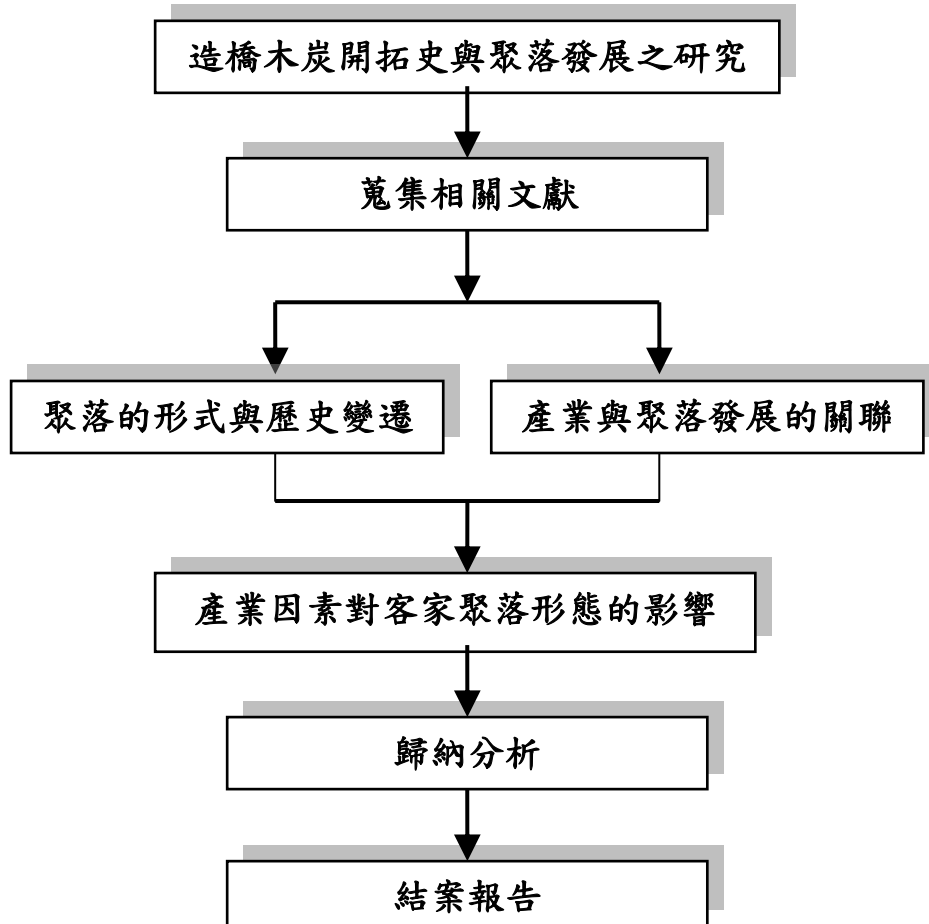 造橋木炭開拓史與聚落發展之研究
蒐集相關文獻
聚落的形式與歷史變遷
產業與聚落發展的關聯
產業因素對客家聚落形態的影響
歸納分析
結案報告